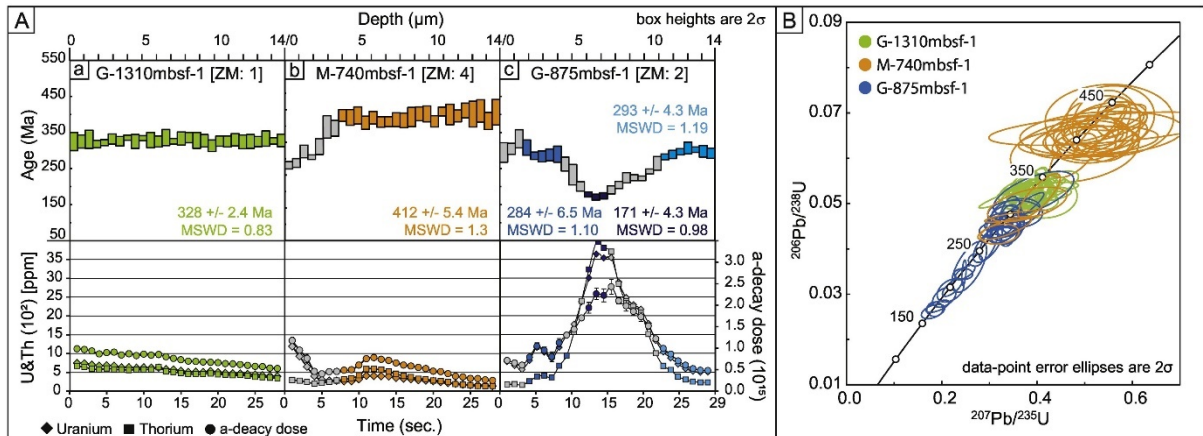 A
Depth (µm)
box heights are 2σ
0 5 10 14/0 5 10 14/0 5 10 14
a G-1310mbsf-1 [ZM: 1]
b M-740mbsf-1 [ZM: 4]
c G-875mbsf-1 [ZM: 2]
Age (Ma)
550
450
350
250
150
50
328 +/- 2.4 Ma
MSWD = 0.83
412 +/- 5.4 Ma
MSWD = 1.3
293 +/- 4.3 Ma
MSWD = 1.19
284 +/- 6.5 Ma
MSWD = 1.10
171 +/- 4.3 Ma
MSWD = 0.98
U&Th (10²) [ppm]
35
30
25
20
15
10
5
0
3.0
2.5
2.0
1.5
1.0
0.5
0.0
a-decay dose (10¹⁵)
0 5 10 15 20 25 0 5 10 15 20 25 0 5 10 15 20 25 29
Time (sec.)
Uranium Thorium a-deacy dose
B
G-1310mbsf-1
M-740mbsf-1
G-875mbsf-1
0.09
0.07
0.05
0.03
0.01
²⁰⁶Pb/²³⁸U
450
350
250
150
data-point error ellipses are 2σ
0.0 0.2 0.4 0.6
²⁰⁷Pb/²³⁵U